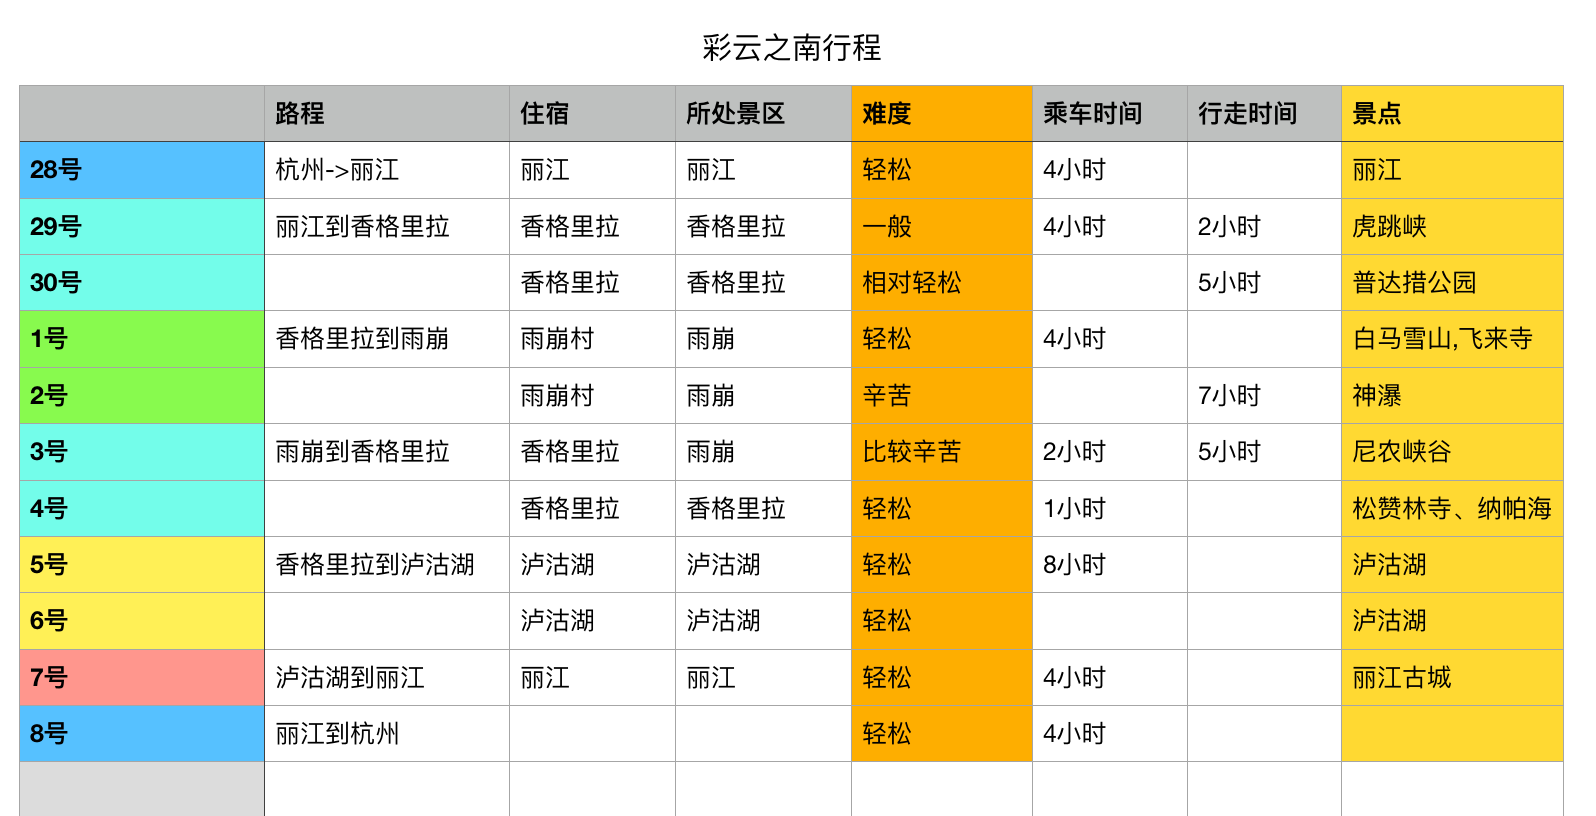 彩云之南行程
路程 住宿 所处景区 难度 乘车时间 行走时间 景点
28号 杭州->丽江 丽江 丽江 轻松 4小时 丽江
29号 丽江到香格里拉 香格里拉 香格里拉 一般 4小时 2小时 虎跳峡
30号 香格里拉 香格里拉 相对轻松 5小时 普达措公园
1号 香格里拉到雨崩 雨崩村 雨崩 轻松 4小时 白马雪山,飞来寺
2号 雨崩村 雨崩 辛苦 7小时 神瀑
3号 雨崩到香格里拉 香格里拉 雨崩 比较辛苦 2小时 5小时 尼农峡谷
4号 香格里拉 香格里拉 轻松 1小时 松赞林寺、纳帕海
5号 香格里拉到泸沽湖 泸沽湖 泸沽湖 轻松 8小时 泸沽湖
6号 泸沽湖 泸沽湖 轻松 泸沽湖
7号 泸沽湖到丽江 丽江 丽江 轻松 4小时 丽江古城
8号 丽江到杭州 轻松 4小时